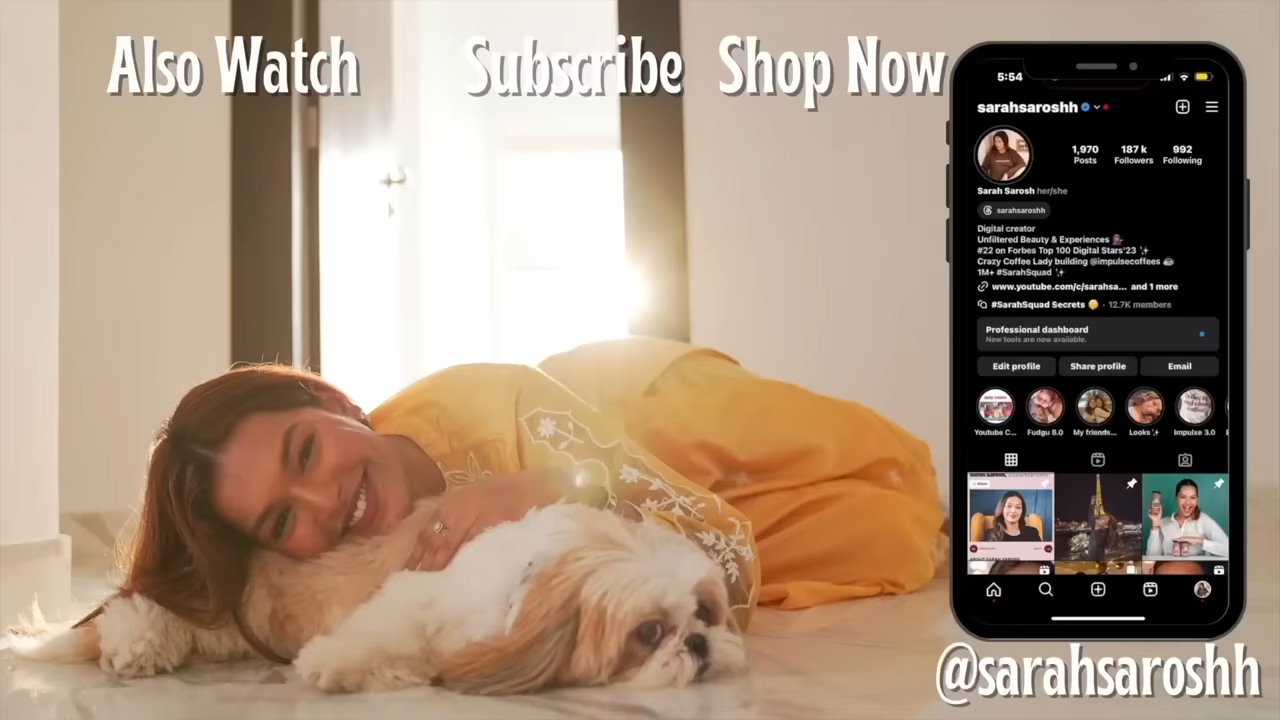 Also Watch
Subscribe
Shop Now
5:54
sarahsaroshh
1,970
187 k
992
Posts
Followers
Following
Sarah Sarosh her/she
sarahsaroshh
Digital creator
Unfiltered Beauty & Experiences
#22 on Forbes Top 100 Digital Stars'23
Crazy Coffee Lady building @impulsecoffees
1M+ #SarahSquad
www.youtube.com/c/sarahsa... and 1 more
#SarahSquad Secrets · 12.7K members
Professional dashboard
New tools are now available.
Edit profile
Share profile
Email
Youtube C...
Fudgu 8.0
My friends...
Looks
Impulse 3.0
@sarahsaroshh